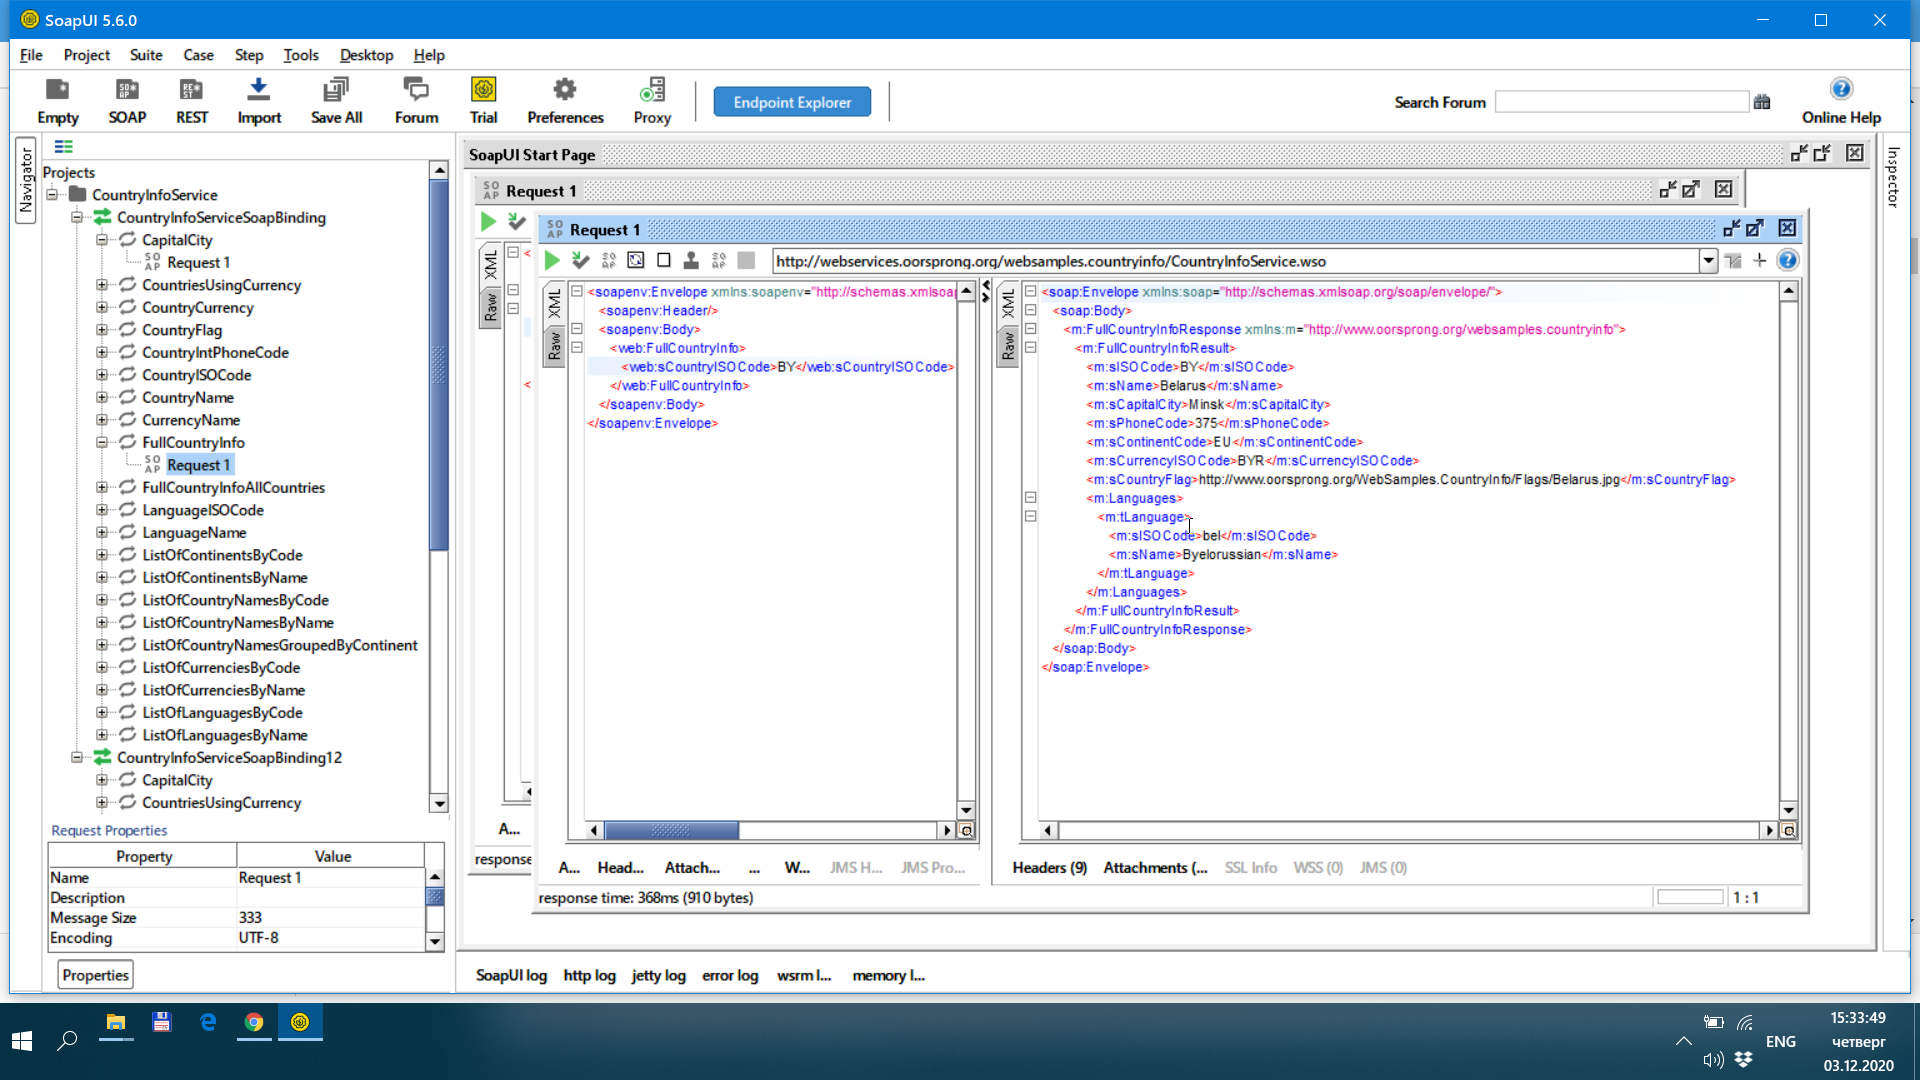 SoapUI 5.6.0
File Project Suite Case Step Tools Desktop Help
Empty SOAP REST Import Save All Forum Trial Preferences Proxy Endpoint Explorer Search Forum Online Help
Navigator
Projects
CountryInfoService
CountryInfoServiceSoapBinding
CapitalCity
Request 1
CountriesUsingCurrency
CountryCurrency
CountryFlag
CountryIntPhoneCode
CountryISOCode
CountryName
CurrencyName
FullCountryInfo
Request 1
FullCountryInfoAllCountries
LanguageISOCode
LanguageName
ListOfContinentsByCode
ListOfContinentsByName
ListOfCountryNamesByCode
ListOfCountryNamesByName
ListOfCountryNamesGroupedByContinent
ListOfCurrenciesByCode
ListOfCurrenciesByName
ListOfLanguagesByCode
ListOfLanguagesByName
CountryInfoServiceSoapBinding12
CapitalCity
CountriesUsingCurrency
Request Properties
Property Value
Name Request 1
Description
Message Size 333
Encoding UTF-8
Properties
SoapUI Start Page
SOAP Request 1
XML
Raw
A...
response
SOAP Request 1
http://webservices.oorsprong.org/websamples.countryinfo/CountryInfoService.wso
XML
Raw
<soapenv:Envelope xmlns:soapenv="http://schemas.xmlsoap
<soapenv:Header/>
<soapenv:Body>
<web:FullCountryInfo>
<web:sCountryISOCode>BY</web:sCountryISOCode>
</web:FullCountryInfo>
</soapenv:Body>
</soapenv:Envelope>
A... Head... Attach... ... W... JMS H... JMS Pro...
XML
Raw
<soap:Envelope xmlns:soap="http://schemas.xmlsoap.org/soap/envelope/">
<soap:Body>
<m:FullCountryInfoResponse xmlns:m="http://www.oorsprong.org/websamples.countryinfo">
<m:FullCountryInfoResult>
<m:sISOCode>BY</m:sISOCode>
<m:sName>Belarus</m:sName>
<m:sCapitalCity>Minsk</m:sCapitalCity>
<m:sPhoneCode>375</m:sPhoneCode>
<m:sContinentCode>EU</m:sContinentCode>
<m:sCurrencyISOCode>BYR</m:sCurrencyISOCode>
<m:sCountryFlag>http://www.oorsprong.org/WebSamples.CountryInfo/Flags/Belarus.jpg</m:sCountryFlag>
<m:Languages>
<m:tLanguage>
<m:sISOCode>bel</m:sISOCode>
<m:sName>Byelorussian</m:sName>
</m:tLanguage>
</m:Languages>
</m:FullCountryInfoResult>
</m:FullCountryInfoResponse>
</soap:Body>
</soap:Envelope>
Headers (9) Attachments (... SSL Info WSS (0) JMS (0)
response time: 368ms (910 bytes)
1 : 1
Inspector
SoapUI log http log jetty log error log wsrm l... memory l...
ENG
15:33:49
четверг
03.12.2020